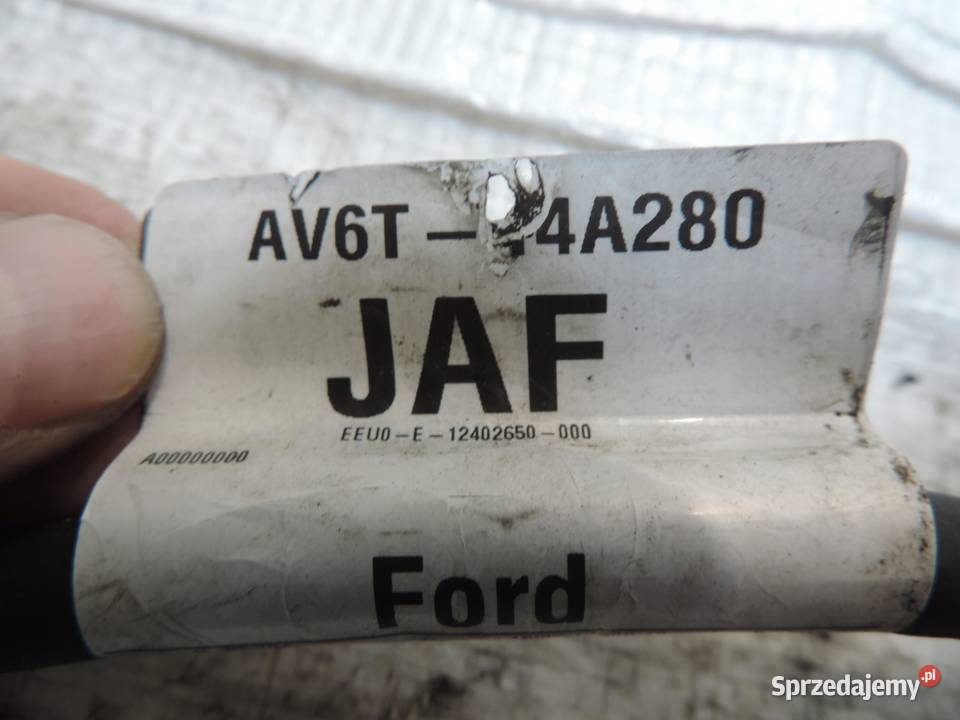 AV6T - 4A280
JAF
EEU0-E-12402650-000
A00000000
Ford
Sprzedajemy.pl